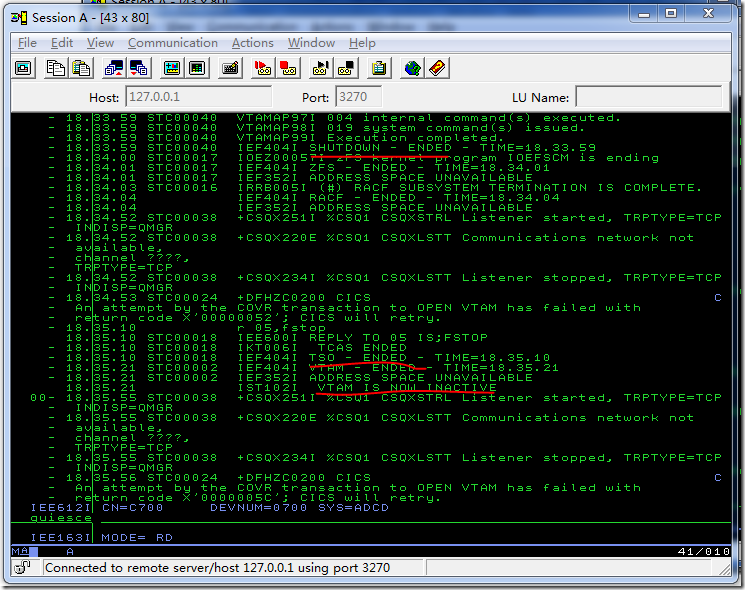 Session A - [43 x 80]
File Edit View Communication Actions Window Help
Host: 127.0.0.1 Port: 3270 LU Name:
- 18.33.59 STC00040 VTAMAP97I 004 internal command(s) executed.
- 18.33.59 STC00040 VTAMAP98I 019 system command(s) issued.
- 18.33.59 STC00040 VTAMAP99I Execution completed.
- 18.33.59 STC00040 IEF404I SHUTDOWN - ENDED - TIME=18.33.59
- 18.34.00 STC00017 IOEZ00057I zFS kernel program IOEFSCM is ending
- 18.34.01 STC00017 IEF404I ZFS - ENDED - TIME=18.34.01
- 18.34.01 STC00017 IEF352I ADDRESS SPACE UNAVAILABLE
- 18.34.03 STC00016 IRRB005I (#) RACF SUBSYSTEM TERMINATION IS COMPLETE.
- 18.34.04 IEF404I RACF - ENDED - TIME=18.34.04
- 18.34.04 IEF352I ADDRESS SPACE UNAVAILABLE
- 18.34.52 STC00038 +CSQX251I %CSQ1 CSQXSTRL Listener started, TRPTYPE=TCP
- INDISP=QMGR
- 18.34.52 STC00038 +CSQX220E %CSQ1 CSQXLSTT Communications network not
- available,
- channel ????,
- TRPTYPE=TCP
- 18.34.52 STC00038 +CSQX234I %CSQ1 CSQXLSTT Listener stopped, TRPTYPE=TCP
- INDISP=QMGR
- 18.34.53 STC00024 +DFHZC0200 CICS C
- An attempt by the COVR transaction to OPEN VTAM has failed with
- return code X'00000052'; CICS will retry.
- 18.35.10 r 05,fstop
- 18.35.10 STC00018 IEE600I REPLY TO 05 IS;FSTOP
- 18.35.10 STC00018 IKT006I TCAS ENDED
- 18.35.10 STC00018 IEF404I TSO - ENDED - TIME=18.35.10
- 18.35.21 STC00002 IEF404I VTAM - ENDED - TIME=18.35.21
- 18.35.21 STC00002 IEF352I ADDRESS SPACE UNAVAILABLE
- 18.35.21 IST102I VTAM IS NOW INACTIVE
00- 18.35.55 STC00038 +CSQX251I %CSQ1 CSQXSTRL Listener started, TRPTYPE=TCP
- INDISP=QMGR
- 18.35.55 STC00038 +CSQX220E %CSQ1 CSQXLSTT Communications network not
- available,
- channel ????,
- TRPTYPE=TCP
- 18.35.55 STC00038 +CSQX234I %CSQ1 CSQXLSTT Listener stopped, TRPTYPE=TCP
- INDISP=QMGR
- 18.35.56 STC00024 +DFHZC0200 CICS C
- An attempt by the COVR transaction to OPEN VTAM has failed with
- return code X'0000005C'; CICS will retry.
IEE612I CN=C700 DEVNUM=0700 SYS=ADCD
quiesce
IEE163I MODE= RD
A 41/010
Connected to remote server/host 127.0.0.1 using port 3270